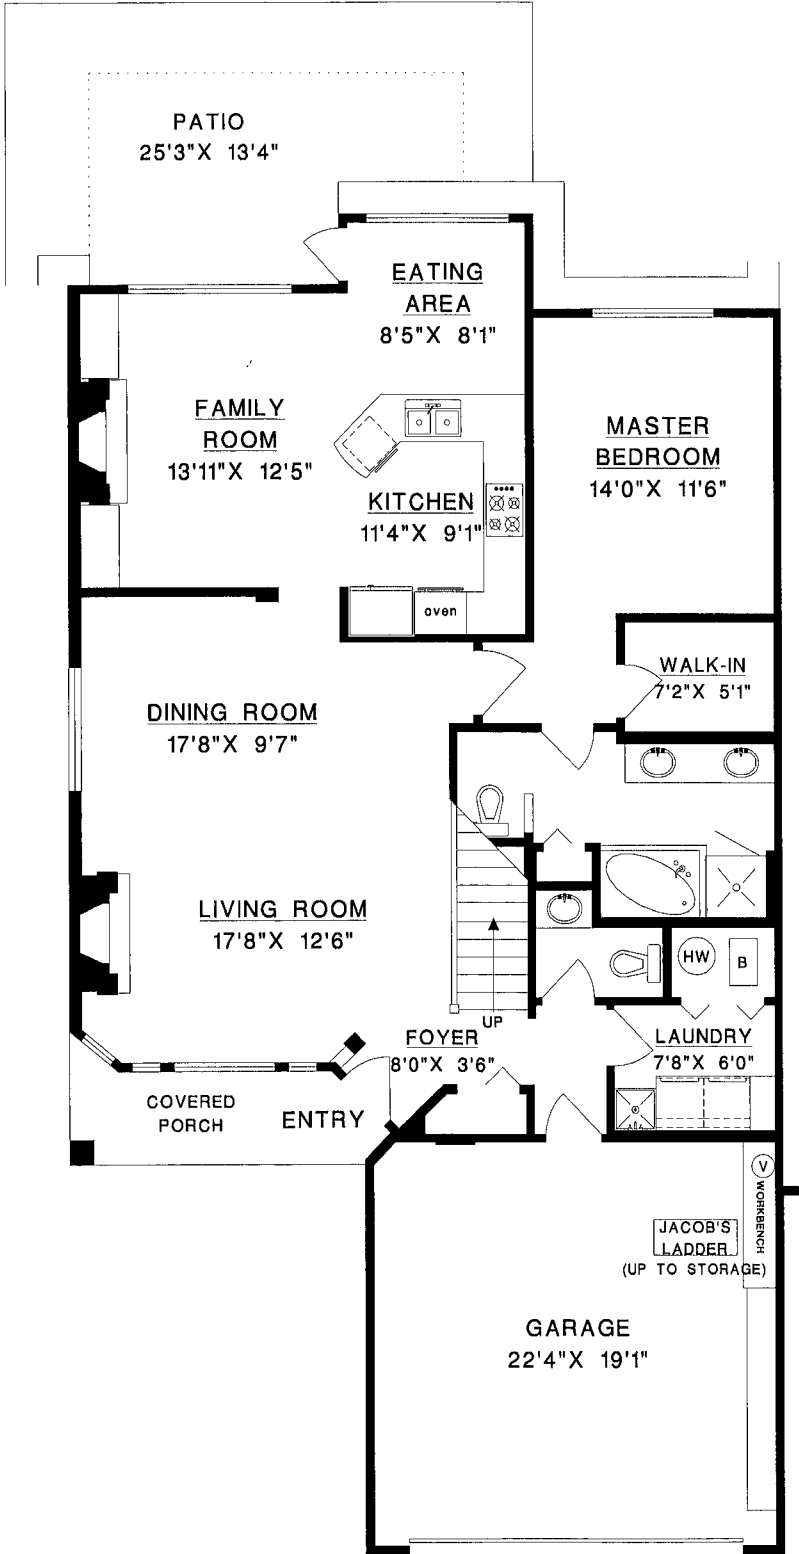 PATIO
25'3"X 13'4"
EATING
AREA
8'5"X 8'1"
FAMILY
ROOM
13'11"X 12'5"
MASTER
BEDROOM
14'0"X 11'6"
KITCHEN
11'4"X 9'1"
oven
WALK-IN
7'2"X 5'1"
DINING ROOM
17'8"X 9'7"
LIVING ROOM
17'8"X 12'6"
HW
B
UP
FOYER
8'0"X 3'6"
LAUNDRY
7'8"X 6'0"
COVERED
PORCH
ENTRY
V
WORKBENCH
JACOB'S
LADDER
(UP TO STORAGE)
GARAGE
22'4"X 19'1"